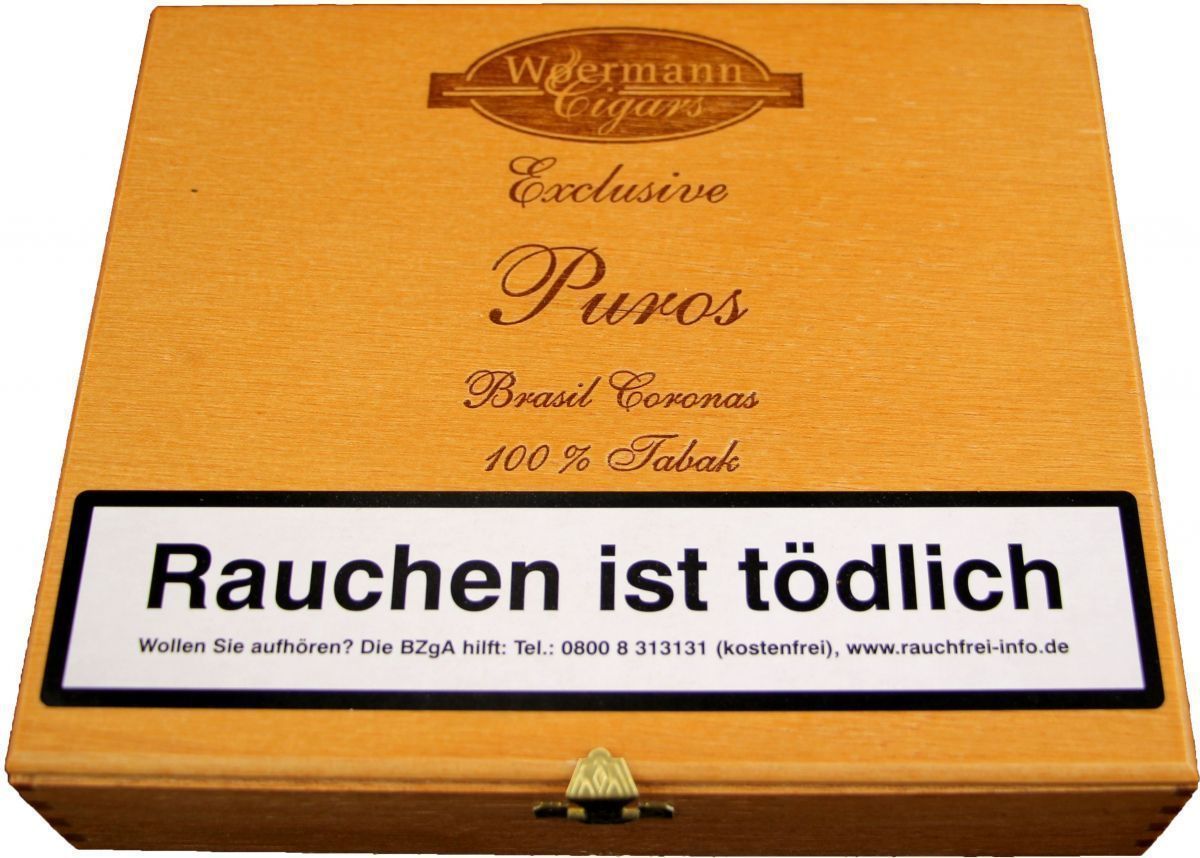 Woermann
Cigars
Exclusive
Puros
Brasil Coronas
100 % Tabak
Rauchen ist tödlich
Wollen Sie aufhören? Die BZgA hilft: Tel.: 0800 8 313131 (kostenfrei), www.rauchfrei-info.de